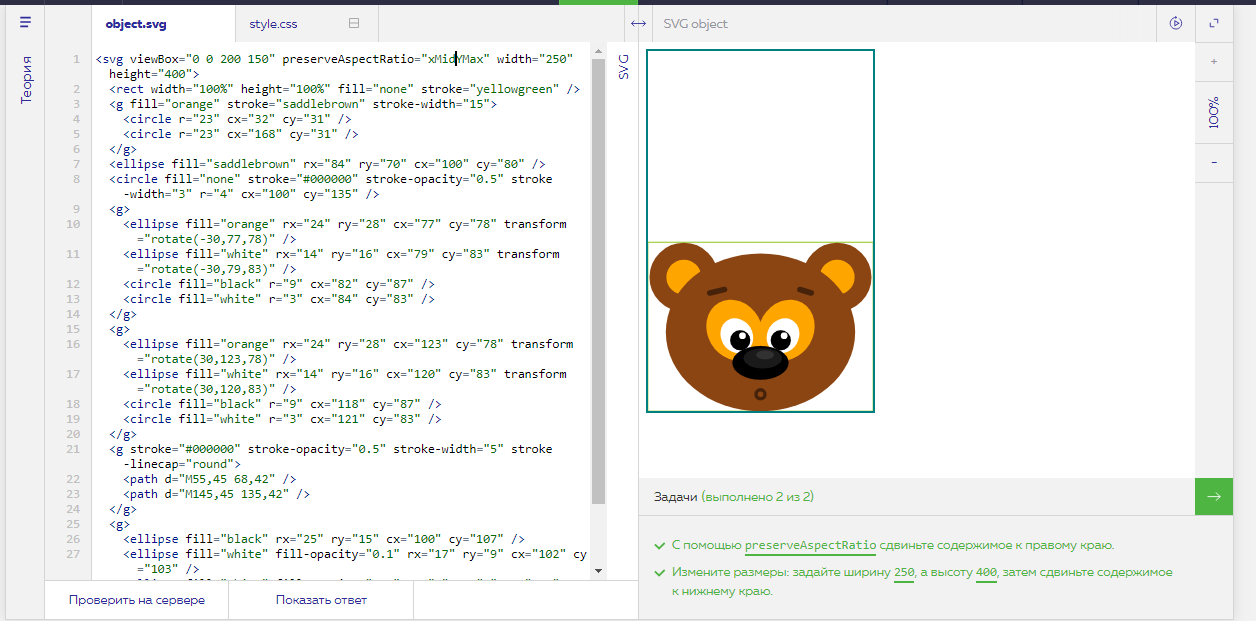 object.svg
style.css
SVG object
Теория
1 <svg viewBox="0 0 200 150" preserveAspectRatio="xMidYMax" width="250"
height="400">
2 <rect width="100%" height="100%" fill="none" stroke="yellowgreen" />
3 <g fill="orange" stroke="saddlebrown" stroke-width="15">
4 <circle r="23" cx="32" cy="31" />
5 <circle r="23" cx="168" cy="31" />
6 </g>
7 <ellipse fill="saddlebrown" rx="84" ry="70" cx="100" cy="80" />
8 <circle fill="none" stroke="#000000" stroke-opacity="0.5" stroke
-width="3" r="4" cx="100" cy="135" />
9 <g>
10 <ellipse fill="orange" rx="24" ry="28" cx="77" cy="78" transform
="rotate(-30,77,78)" />
11 <ellipse fill="white" rx="14" ry="16" cx="79" cy="83" transform
="rotate(-30,79,83)" />
12 <circle fill="black" r="9" cx="82" cy="87" />
13 <circle fill="white" r="3" cx="84" cy="83" />
14 </g>
15 <g>
16 <ellipse fill="orange" rx="24" ry="28" cx="123" cy="78" transform
="rotate(30,123,78)" />
17 <ellipse fill="white" rx="14" ry="16" cx="120" cy="83" transform
="rotate(30,120,83)" />
18 <circle fill="black" r="9" cx="118" cy="87" />
19 <circle fill="white" r="3" cx="121" cy="83" />
20 </g>
21 <g stroke="#000000" stroke-opacity="0.5" stroke-width="5" stroke
-linecap="round">
22 <path d="M55,45 68,42" />
23 <path d="M145,45 135,42" />
24 </g>
25 <g>
26 <ellipse fill="black" rx="25" ry="15" cx="100" cy="107" />
27 <ellipse fill="white" fill-opacity="0.1" rx="17" ry="9" cx="102" cy
="103" />
Проверить на сервере
Показать ответ
SVG
+
100%
-
Задачи (выполнено 2 из 2)
С помощью preserveAspectRatio сдвиньте содержимое к правому краю.
Измените размеры: задайте ширину 250, а высоту 400, затем сдвиньте содержимое
к нижнему краю.